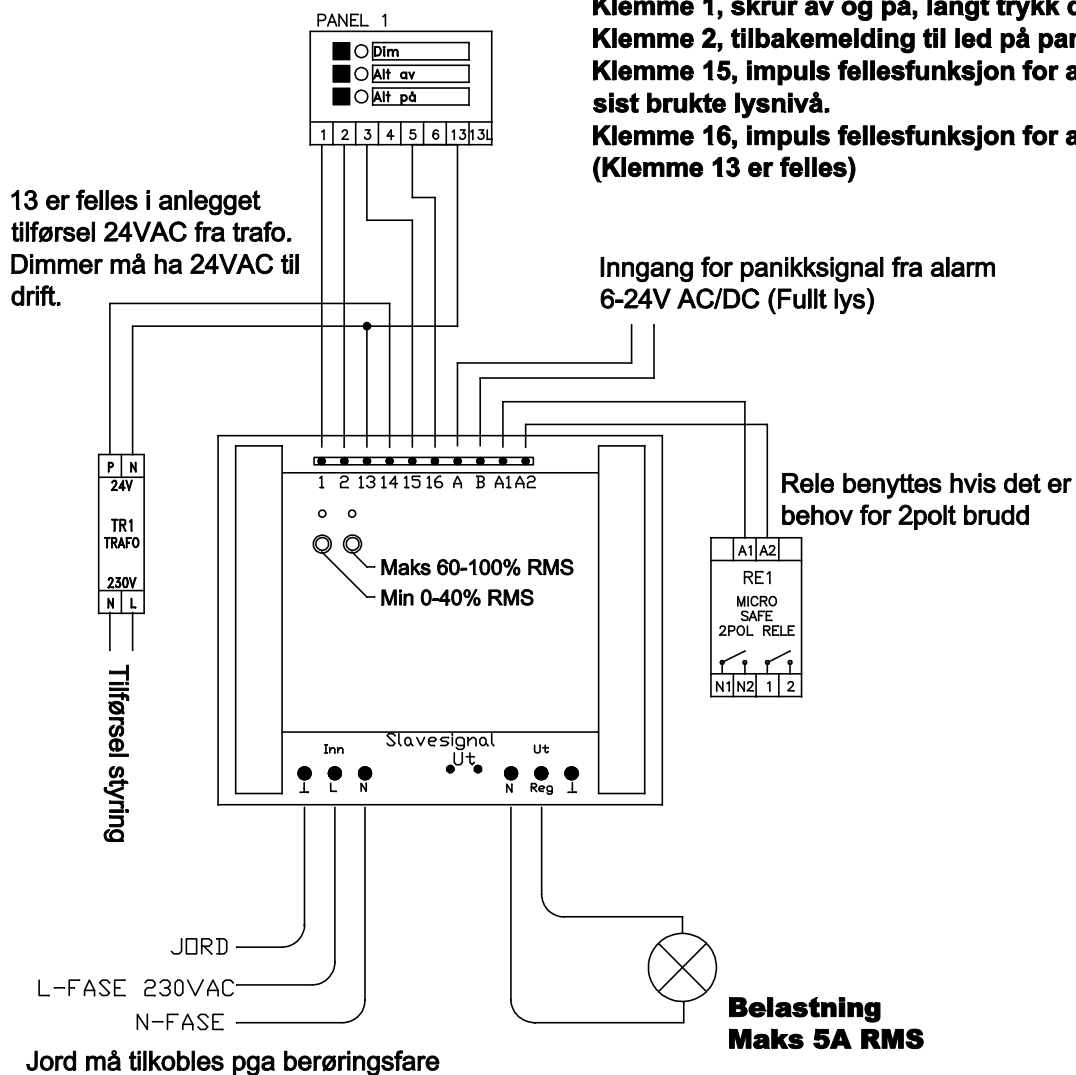 Klemme 1, skrur av og på, langt trykk
Klemme 2, tilbakemelding til led på
Klemme 15, impuls fellesfunksjon for
sist brukte lysnivå.
Klemme 16, impuls fellesfunksjon for
(Klemme 13 er felles)
PANEL 1
Dim
Alt av
Alt på
1 2 3 4 5 6 13 13L
13 er felles i anlegget
tilførsel 24VAC fra trafo.
Dimmer må ha 24VAC til
drift.
Inngang for panikksignal fra alarm
6-24V AC/DC (Fullt lys)
P N
24V
TR1
TRAFO
230V
N L
Tilførsel styring
1 2 13 14 15 16 A B A1 A2
Maks 60-100% RMS
Min 0-40% RMS
Rele benyttes hvis det er
behov for 2polt brudd
A1 A2
RE1
MICRO
SAFE
2POL RELE
N1 N2 1 2
Inn
L N
Slavesignal
Ut
Ut
N Reg
JORD
L-FASE 230VAC
N-FASE
Jord må tilkobles pga berøringsfare
Belastning
Maks 5A RMS